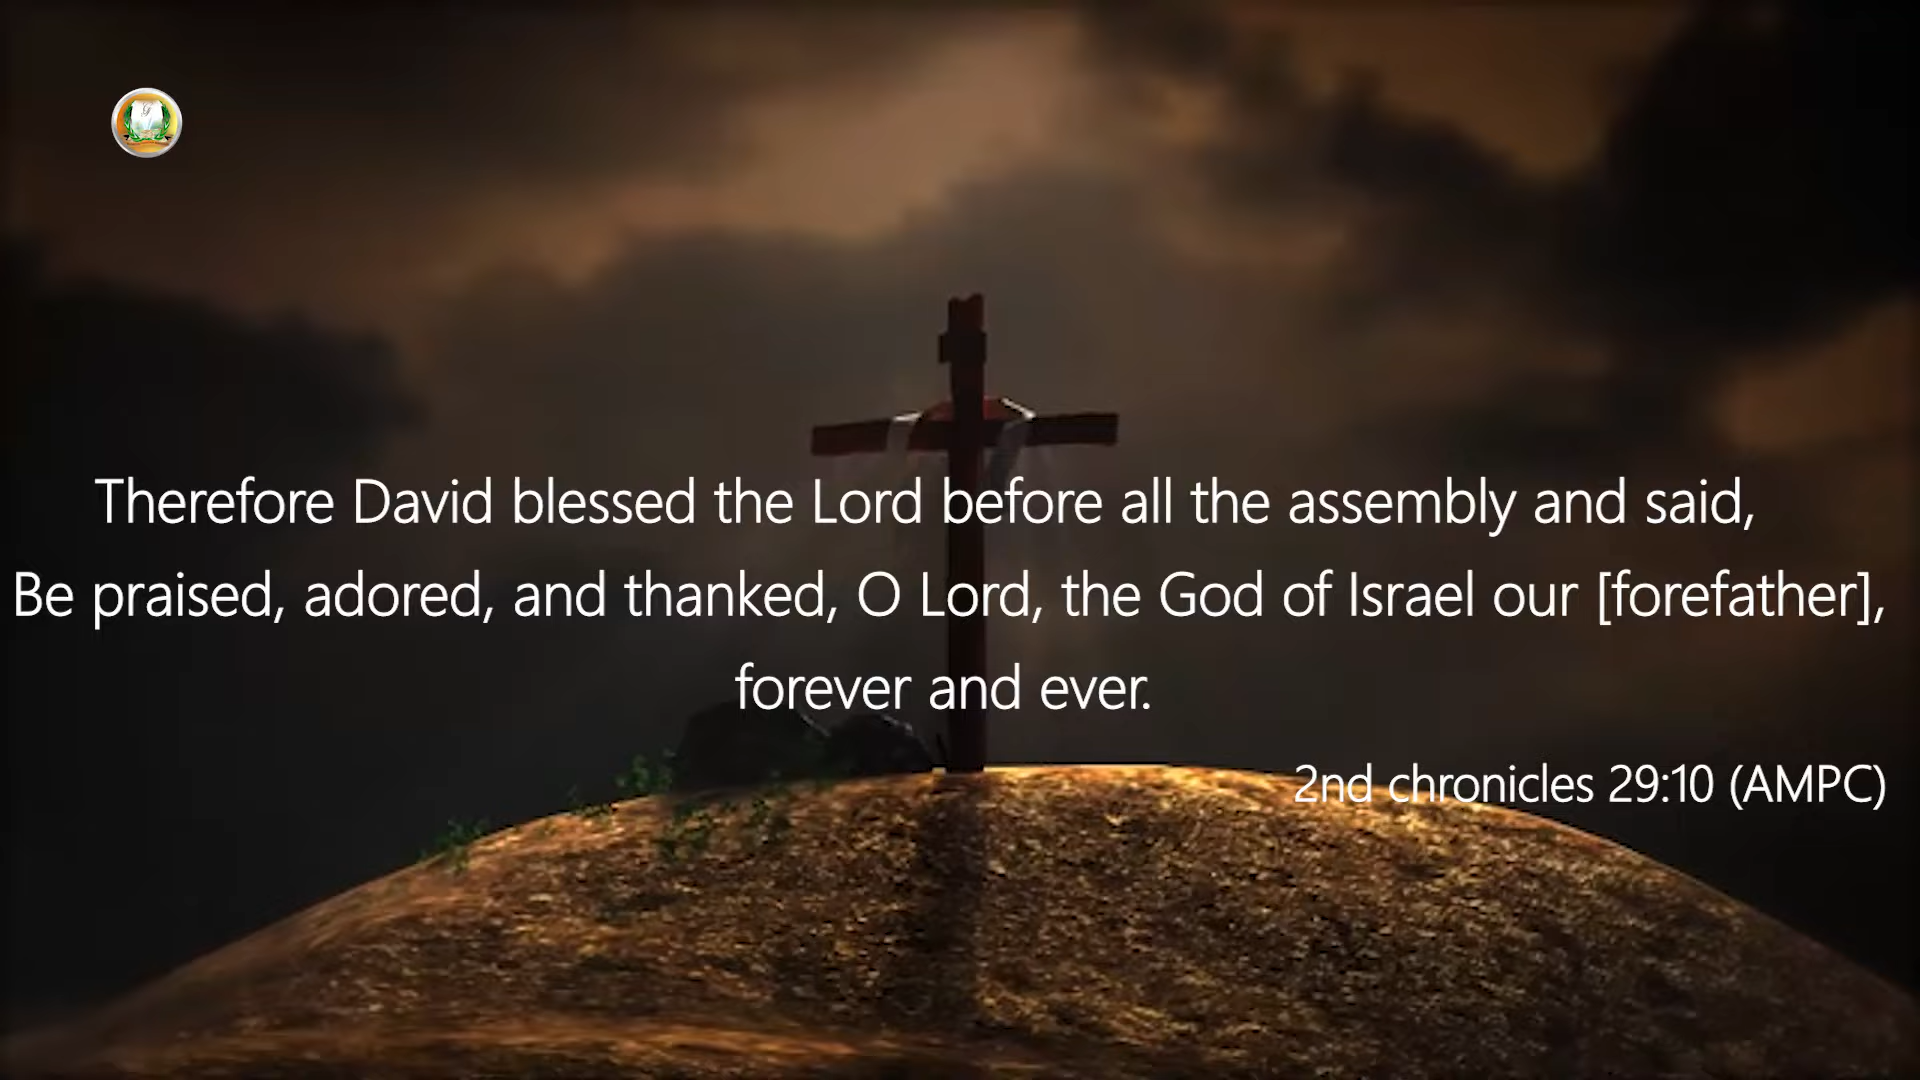 Therefore David blessed the Lord before all the assembly and said,
Be praised, adored, and thanked, O Lord, the God of Israel our [forefather],
forever and ever.
2nd chronicles 29:10 (AMPC)